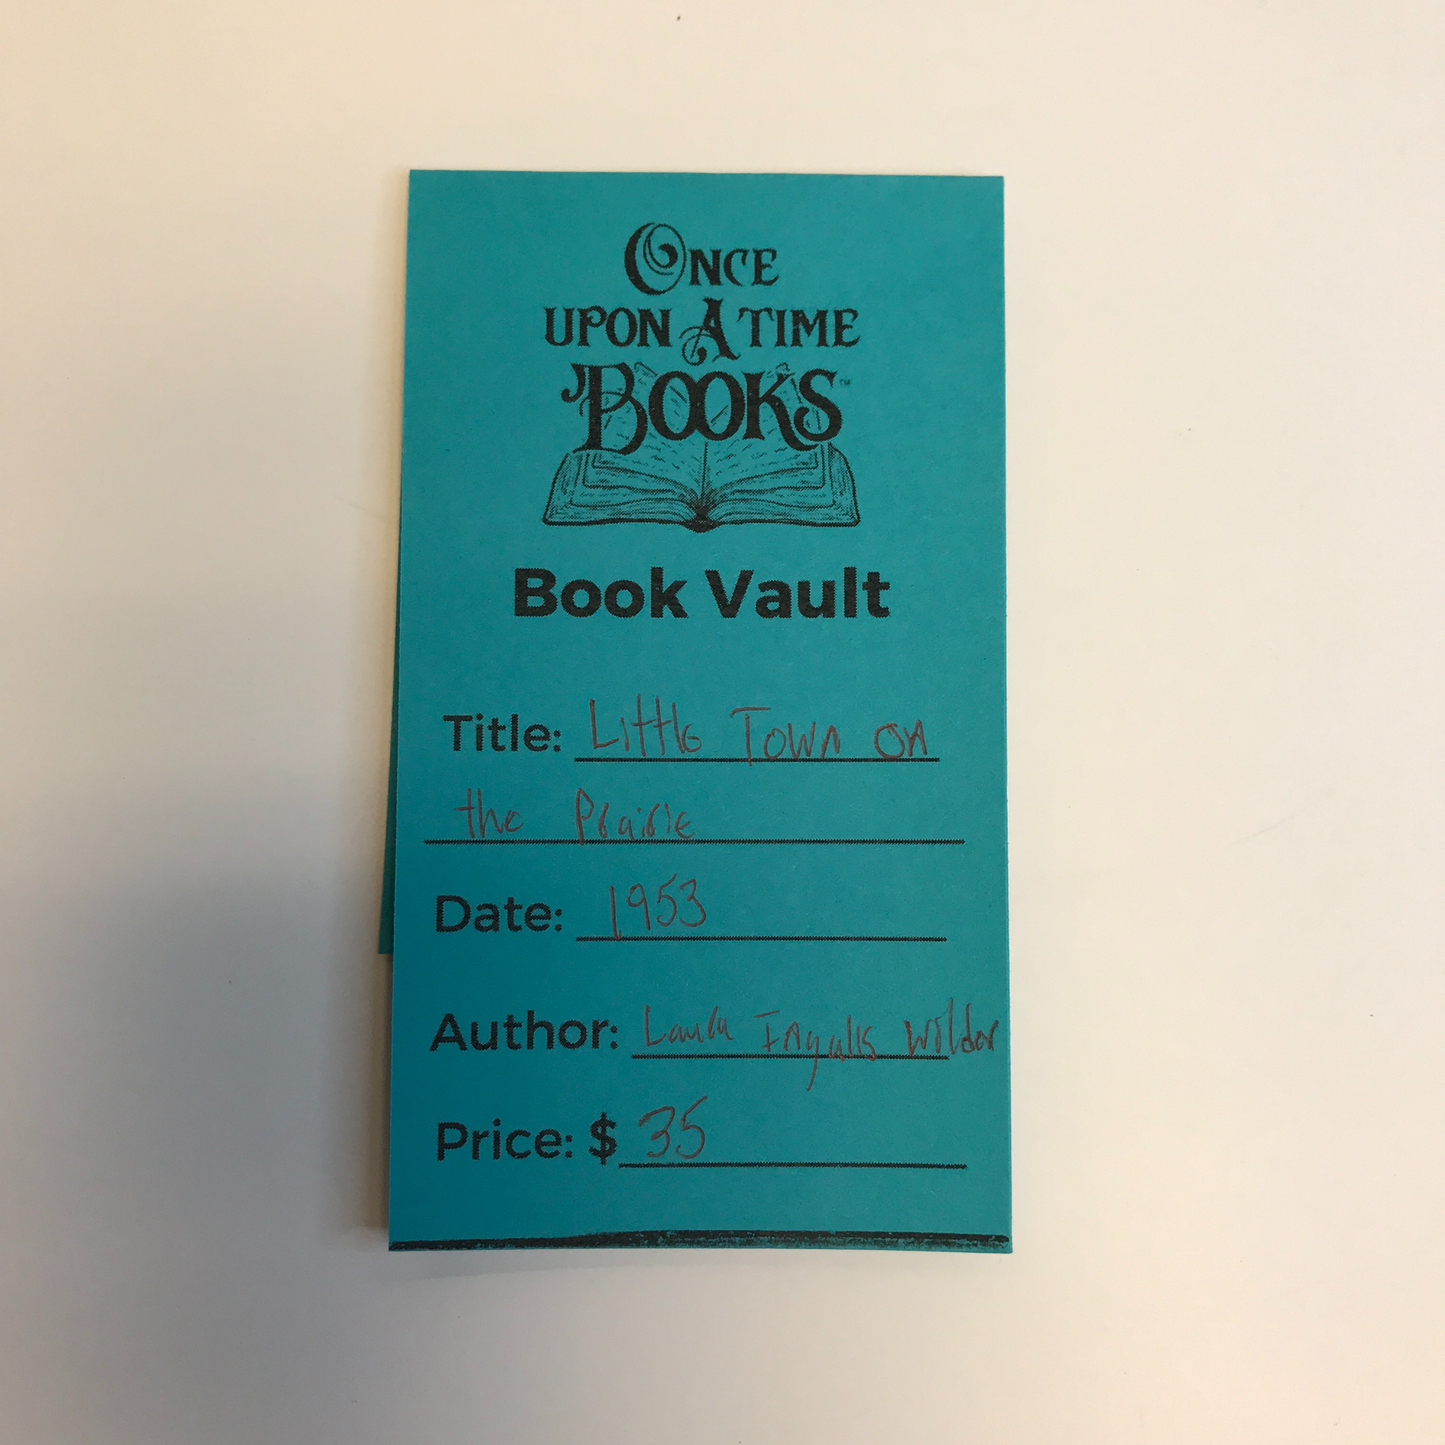 ONCE
UPON A TIME
BOOKS™
Book Vault
Title: Little Town on
the Prairie
Date: 1953
Author: Laura Ingalls Wilder
Price: $ 35